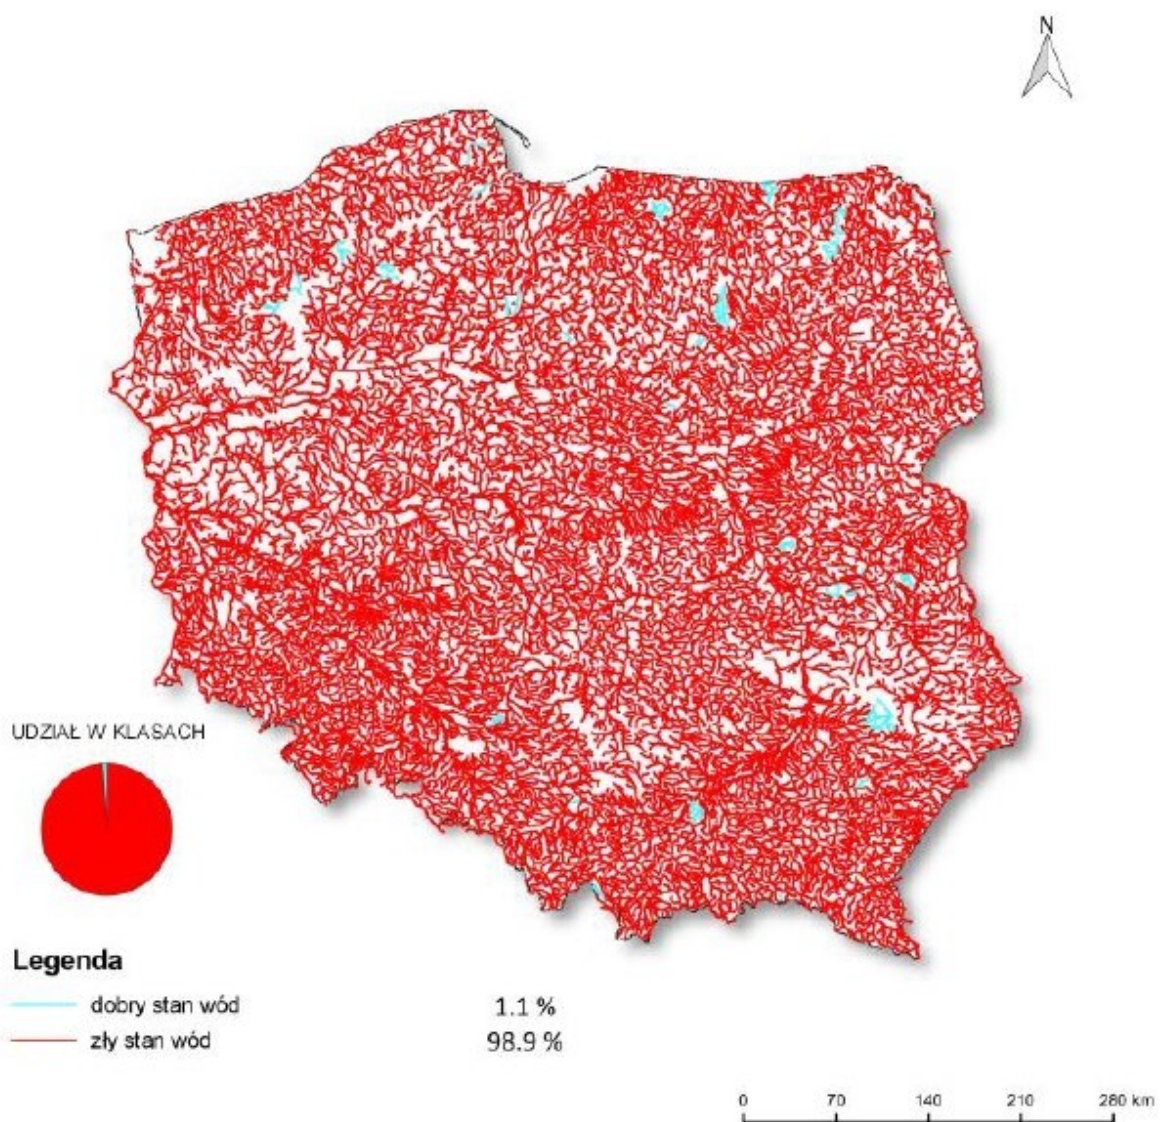 N
UDZIAŁ W KLASACH
Legenda
dobry stan wód 1.1 %
zły stan wód 98.9 %
0 70 140 210 280 km